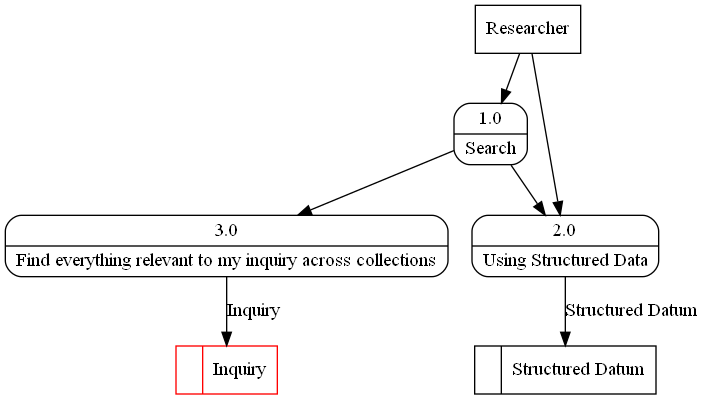 Researcher
1.0
Search
3.0
Find everything relevant to my inquiry across collections
2.0
Using Structured Data
Inquiry
Structured Datum
Inquiry
Structured Datum